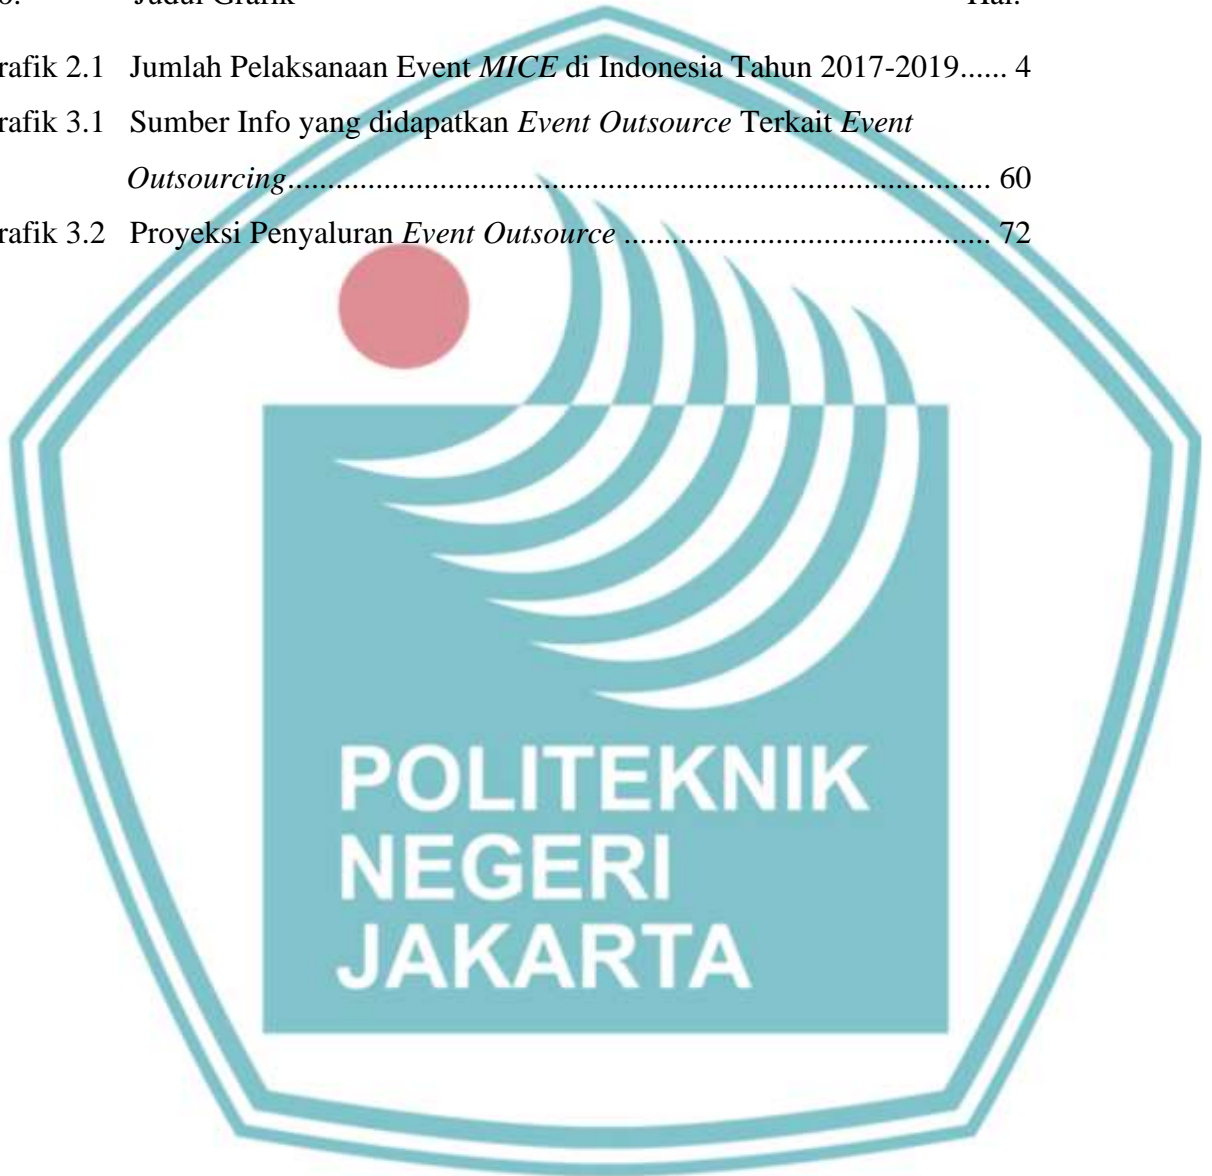 o. Judul Grafik Hal.
rafik 2.1 Jumlah Pelaksanaan Event MICE di Indonesia Tahun 2017-2019...... 4
rafik 3.1 Sumber Info yang didapatkan Event Outsource Terkait Event
Outsourcing...................................................................................... 60
rafik 3.2 Proyeksi Penyaluran Event Outsource ............................................. 72
POLITEKNIK
NEGERI
JAKARTA